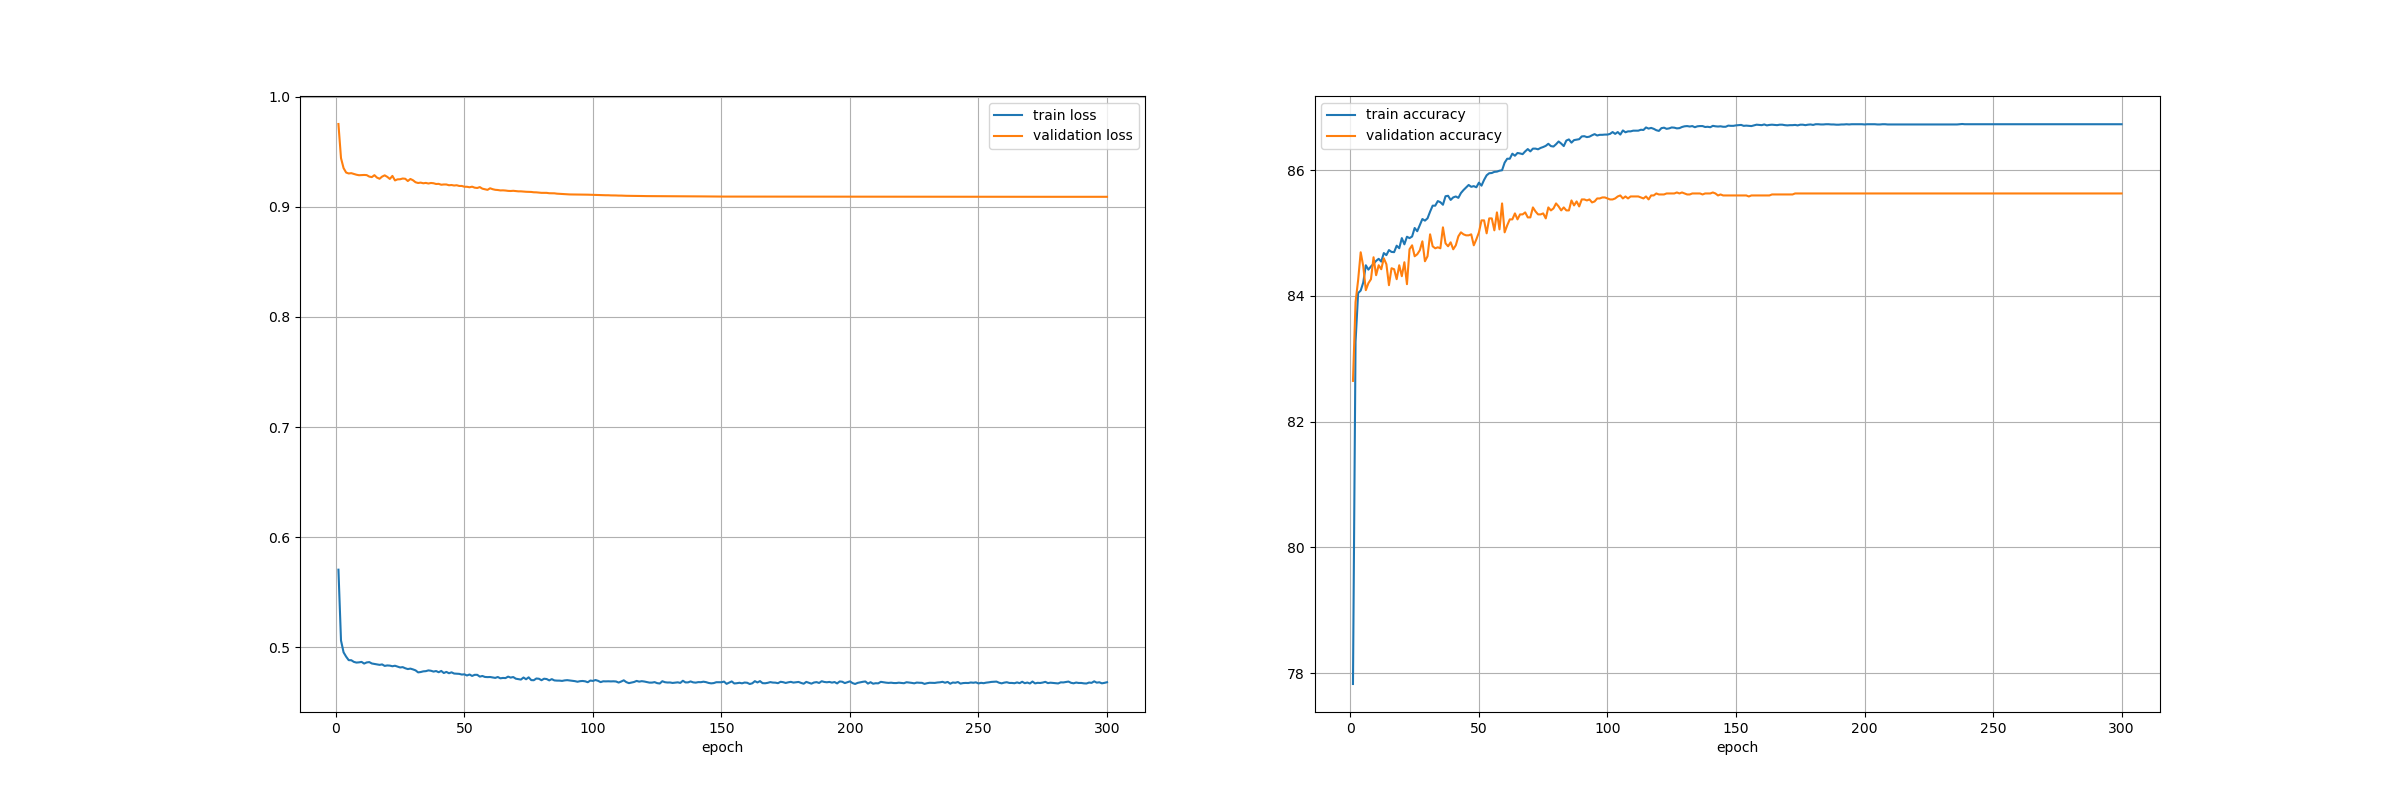 1.0
0.9
0.8
0.7
0.6
0.5
0 50 100 150 200 250 300
epoch
train loss
validation loss
86
84
82
80
78
0 50 100 150 200 250 300
epoch
train accuracy
validation accuracy